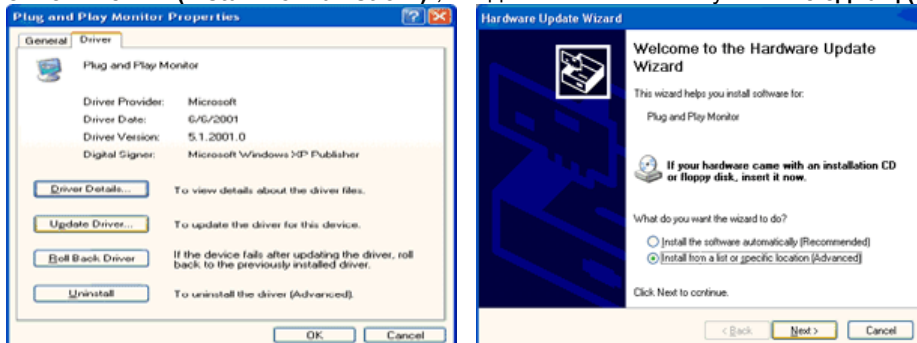 Plug and Play Monitor Properties
General
Driver
Plug and Play Monitor
Driver Provider: Microsoft
Driver Date: 6/6/2001
Driver Version: 5.1.2001.0
Digital Signer: Microsoft Windows XP Publisher
Driver Details...
To view details about the driver files.
Update Driver...
To update the driver for this device.
Roll Back Driver
If the device fails after updating the driver, roll
back to the previously installed driver.
Uninstall
To uninstall the driver (Advanced).
OK
Cancel
Hardware Update Wizard
Welcome to the Hardware Update
Wizard
This wizard helps you install software for:
Plug and Play Monitor
If your hardware came with an installation CD
or floppy disk, insert it now.
What do you want the wizard to do?
Install the software automatically (Recommended)
Install from a list or specific location (Advanced)
Click Next to continue.
< Back
Next >
Cancel